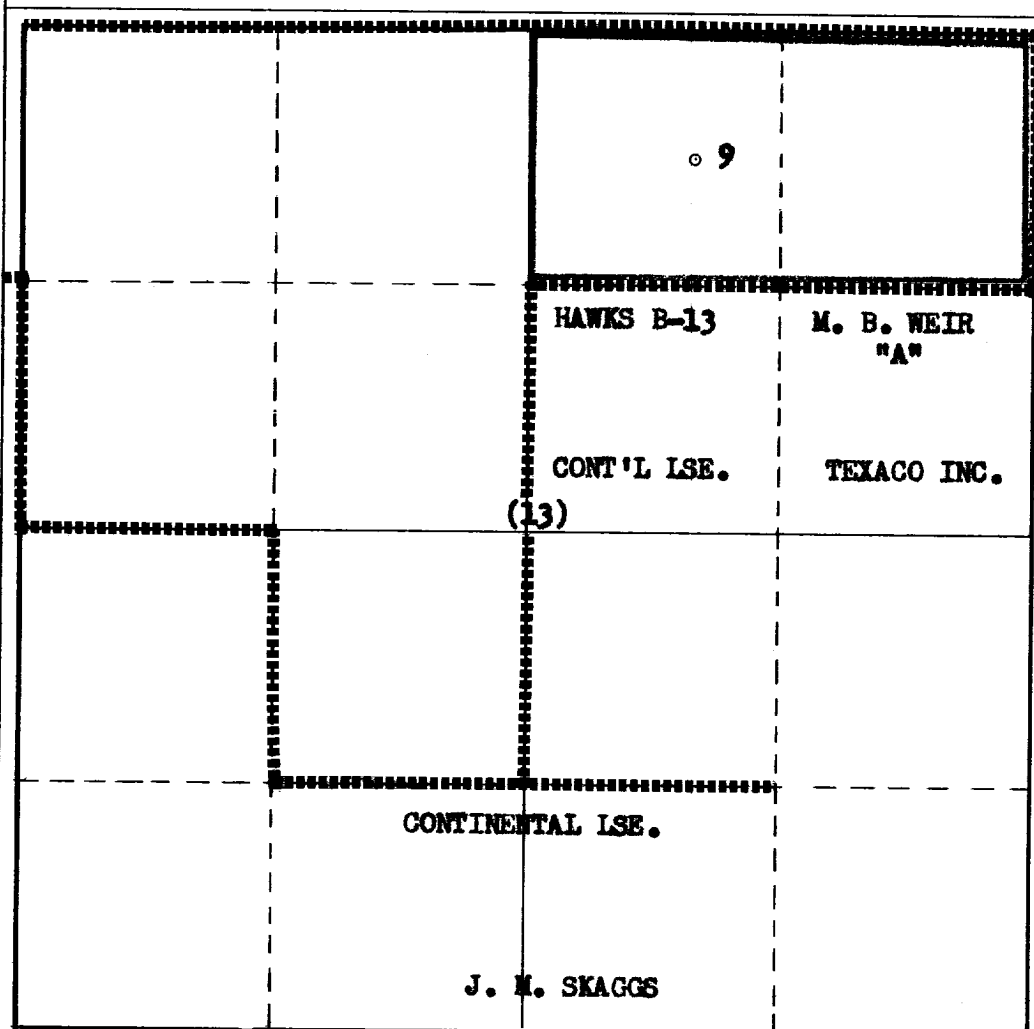 9
HAWKS B-13 M. B. WEIR
"A"
CONT'L LSE. TEXACO INC.
(13)
CONTINENTAL LSE.
J. M. SKAGGS